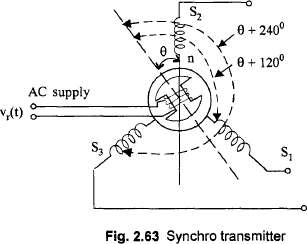 S2
θ + 240⁰
θ
n
θ + 120⁰
AC supply
vr(t)
S3
S1
Fig. 2.63 Synchro transmitter